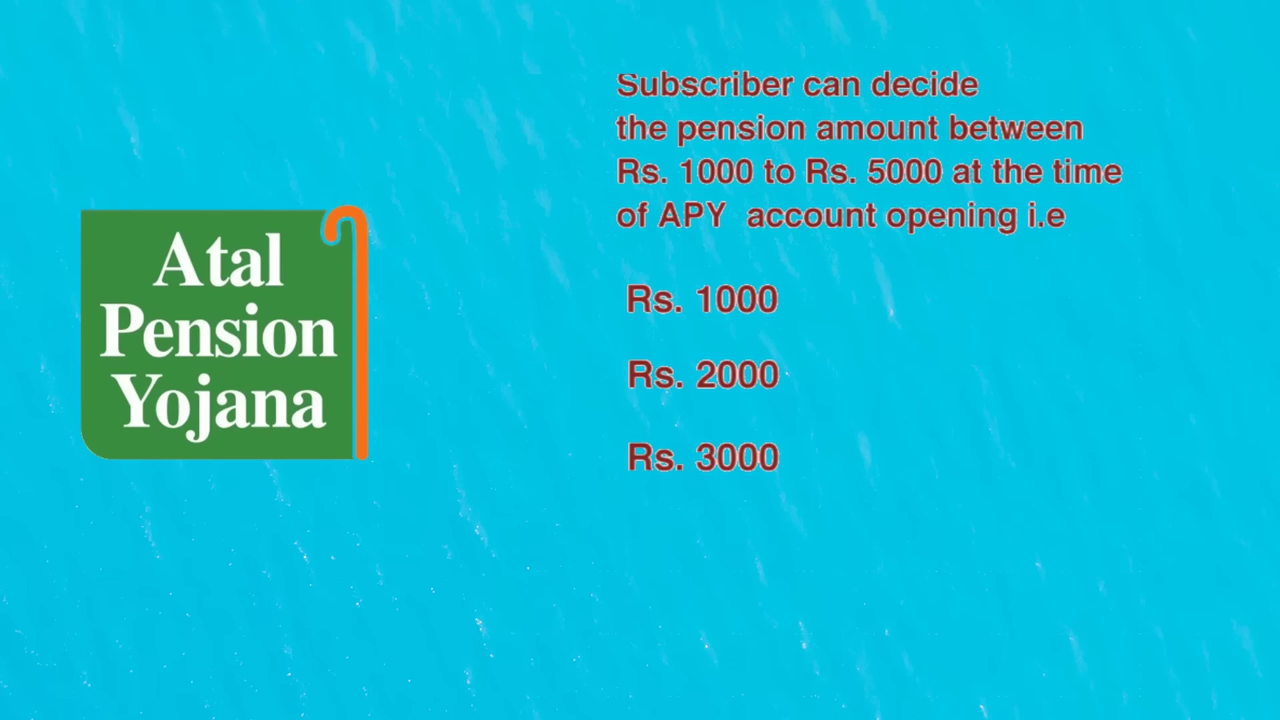 Atal
Pension
Yojana
Subscriber can decide
the pension amount between
Rs. 1000 to Rs. 5000 at the time
of APY  account opening i.e
Rs. 1000
Rs. 2000
Rs. 3000